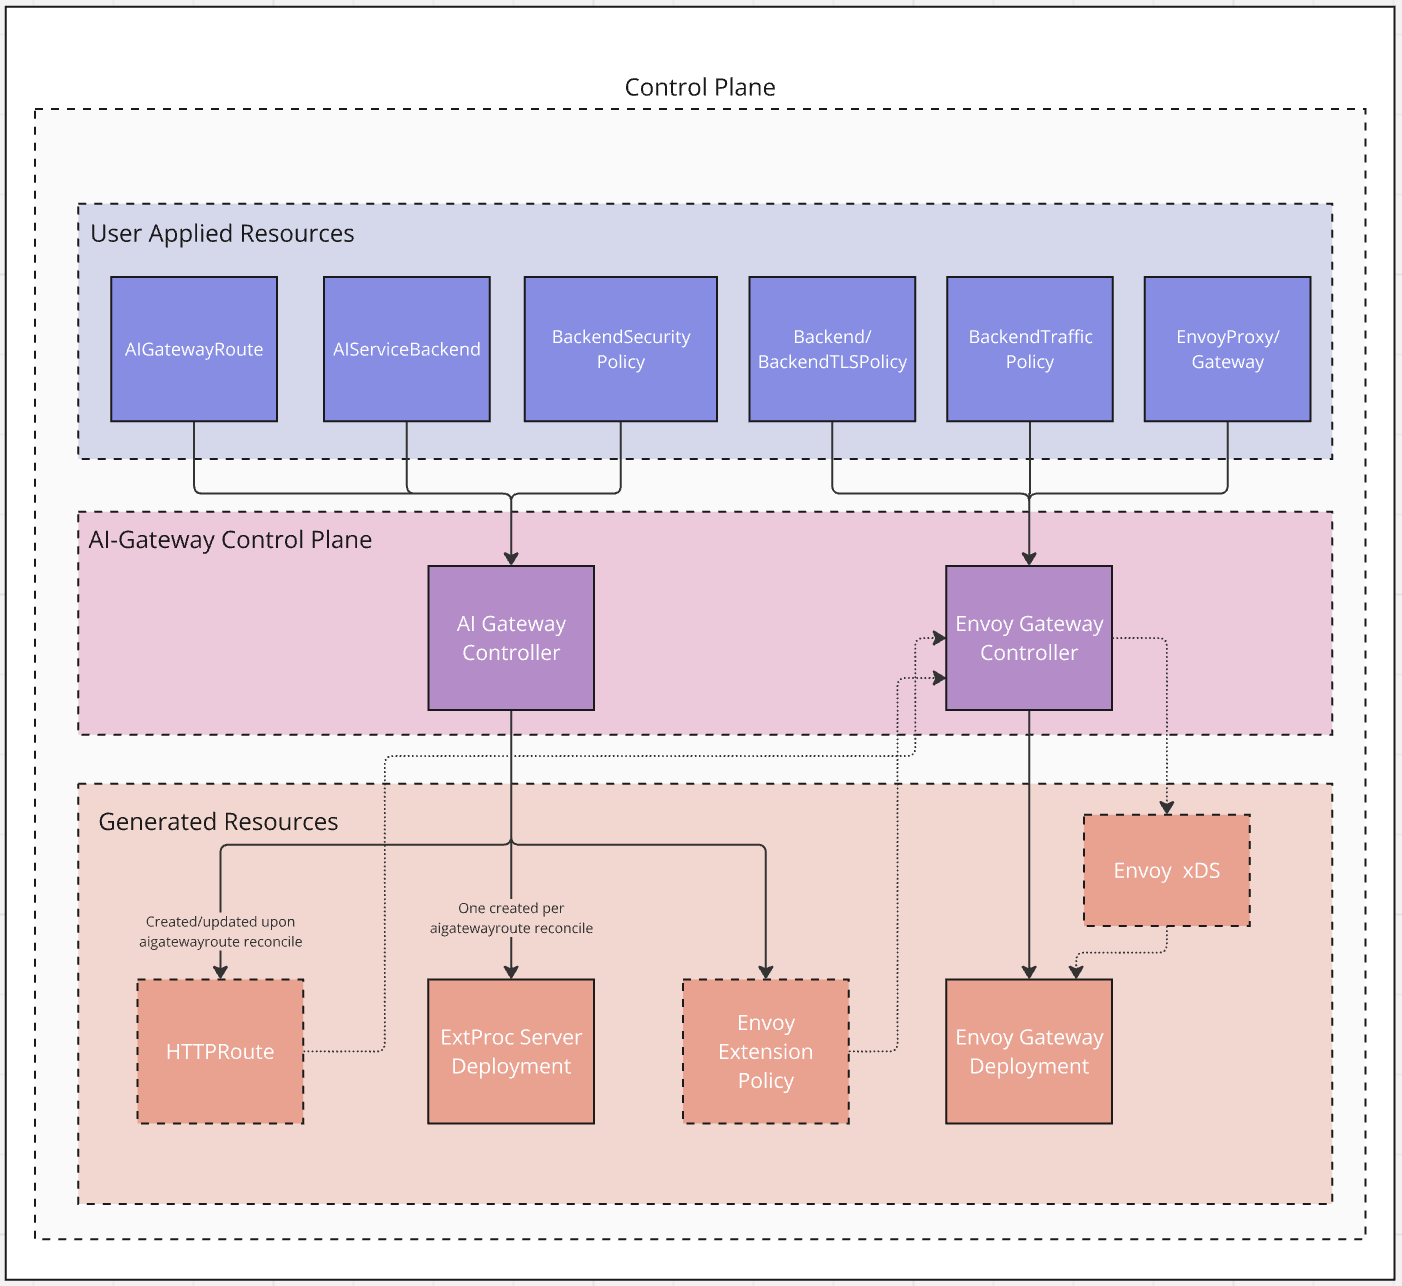 Control Plane
User Applied Resources
AIGatewayRoute
AIServiceBackend
BackendSecurity
Policy
Backend/
BackendTLSPolicy
BackendTraffic
Policy
EnvoyProxy/
Gateway
AI-Gateway Control Plane
AI Gateway
Controller
Envoy Gateway
Controller
Generated Resources
Envoy xDS
Created/updated upon
aigatewayroute reconcile
One created per
aigatewayroute reconcile
HTTPRoute
ExtProc Server
Deployment
Envoy
Extension
Policy
Envoy Gateway
Deployment